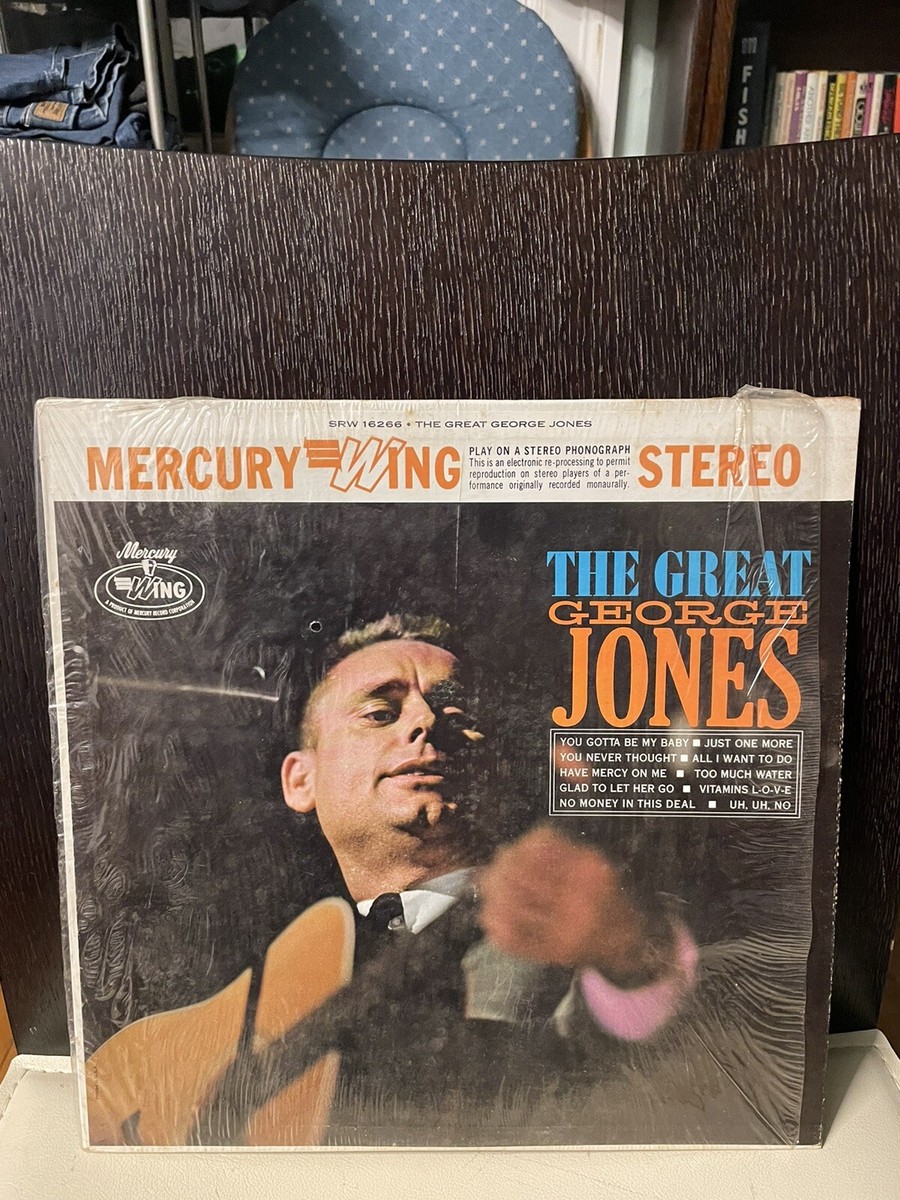 FISH
SRW 16266 • THE GREAT GEORGE JONES
MERCURY WING
PLAY ON A STEREO PHONOGRAPH
This is an electronic re-processing to permit
reproduction on stereo players of a per-
formance originally recorded monaurally.
STEREO
Mercury
WING
A PRODUCT OF MERCURY RECORD CORPORATION
THE GREAT
GEORGE
JONES
YOU GOTTA BE MY BABY ■ JUST ONE MORE
YOU NEVER THOUGHT ■ ALL I WANT TO DO
HAVE MERCY ON ME ■ TOO MUCH WATER
GLAD TO LET HER GO ■ VITAMINS L-O-V-E
NO MONEY IN THIS DEAL ■ UH, UH, NO